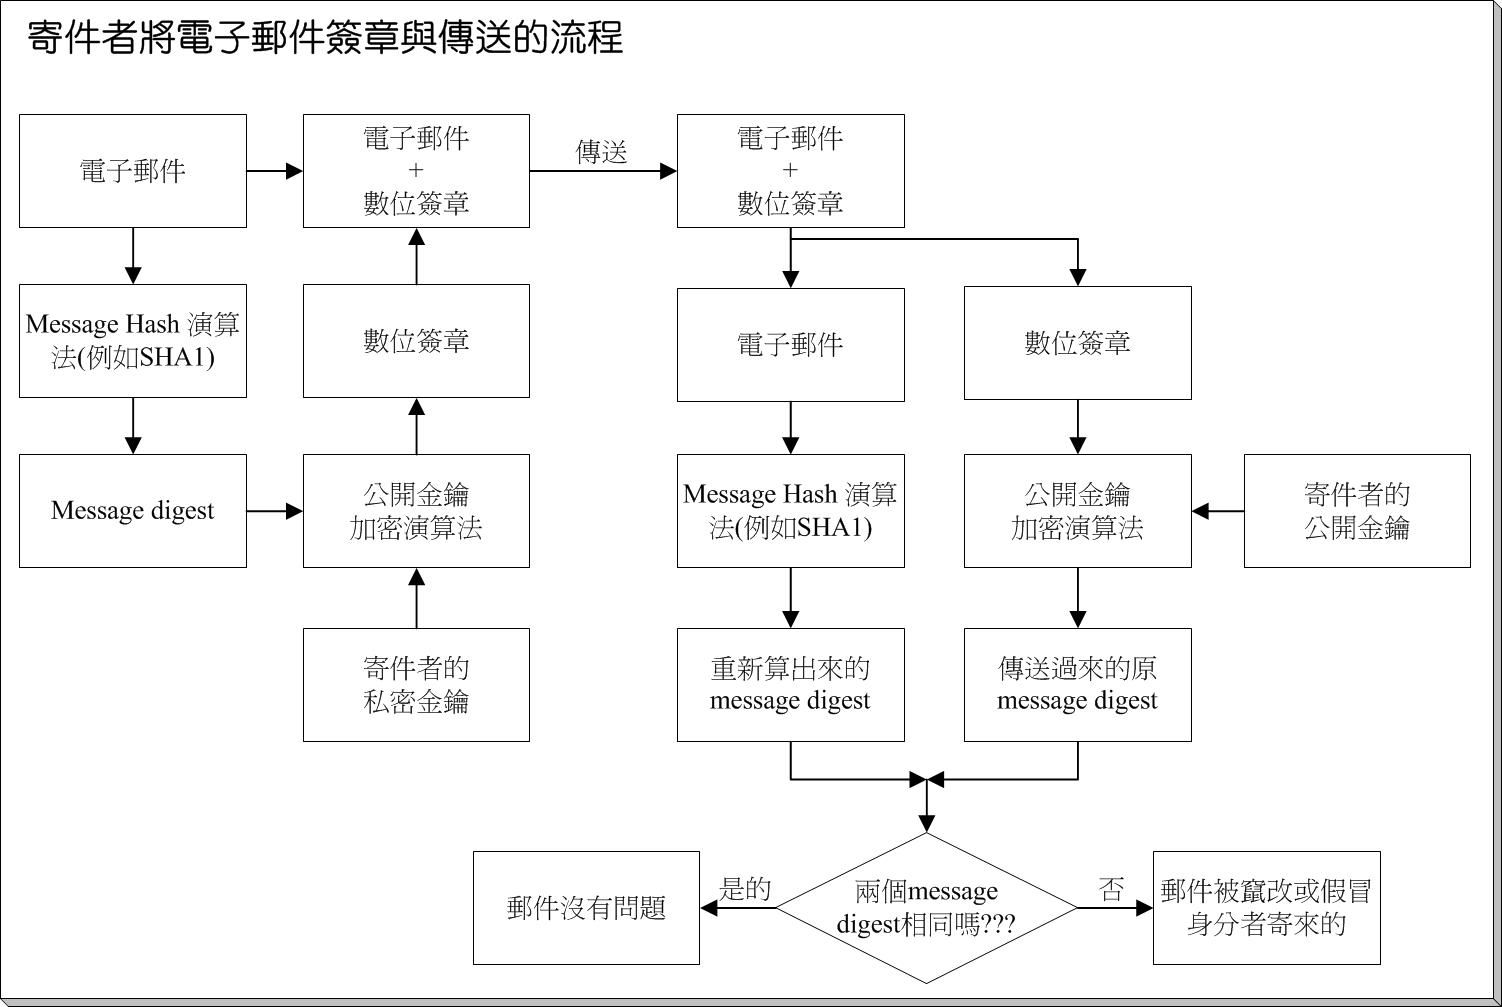 寄件者將電子郵件簽章與傳送的流程
電子郵件
電子郵件
+
數位簽章
傳送
電子郵件
+
數位簽章
Message Hash 演算
法(例如SHA1)
數位簽章
電子郵件
數位簽章
Message digest
公開金鑰
加密演算法
Message Hash 演算
法(例如SHA1)
公開金鑰
加密演算法
寄件者的
公開金鑰
寄件者的
私密金鑰
重新算出來的
message digest
傳送過來的原
message digest
郵件沒有問題
是的
兩個message
digest相同嗎???
否
郵件被竄改或假冒
身分者寄來的